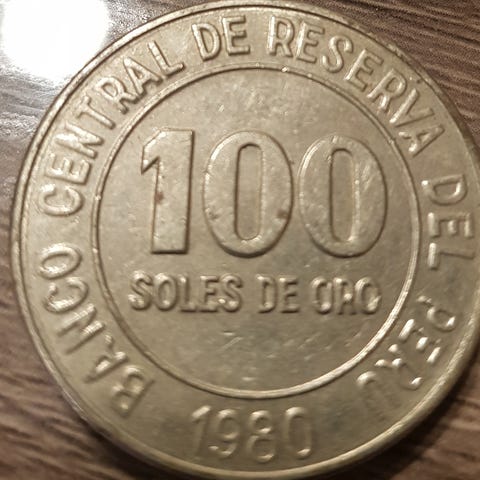 BANCO CENTRAL DE RESERVA DEL PERU
100
SOLES DE ORO
1980